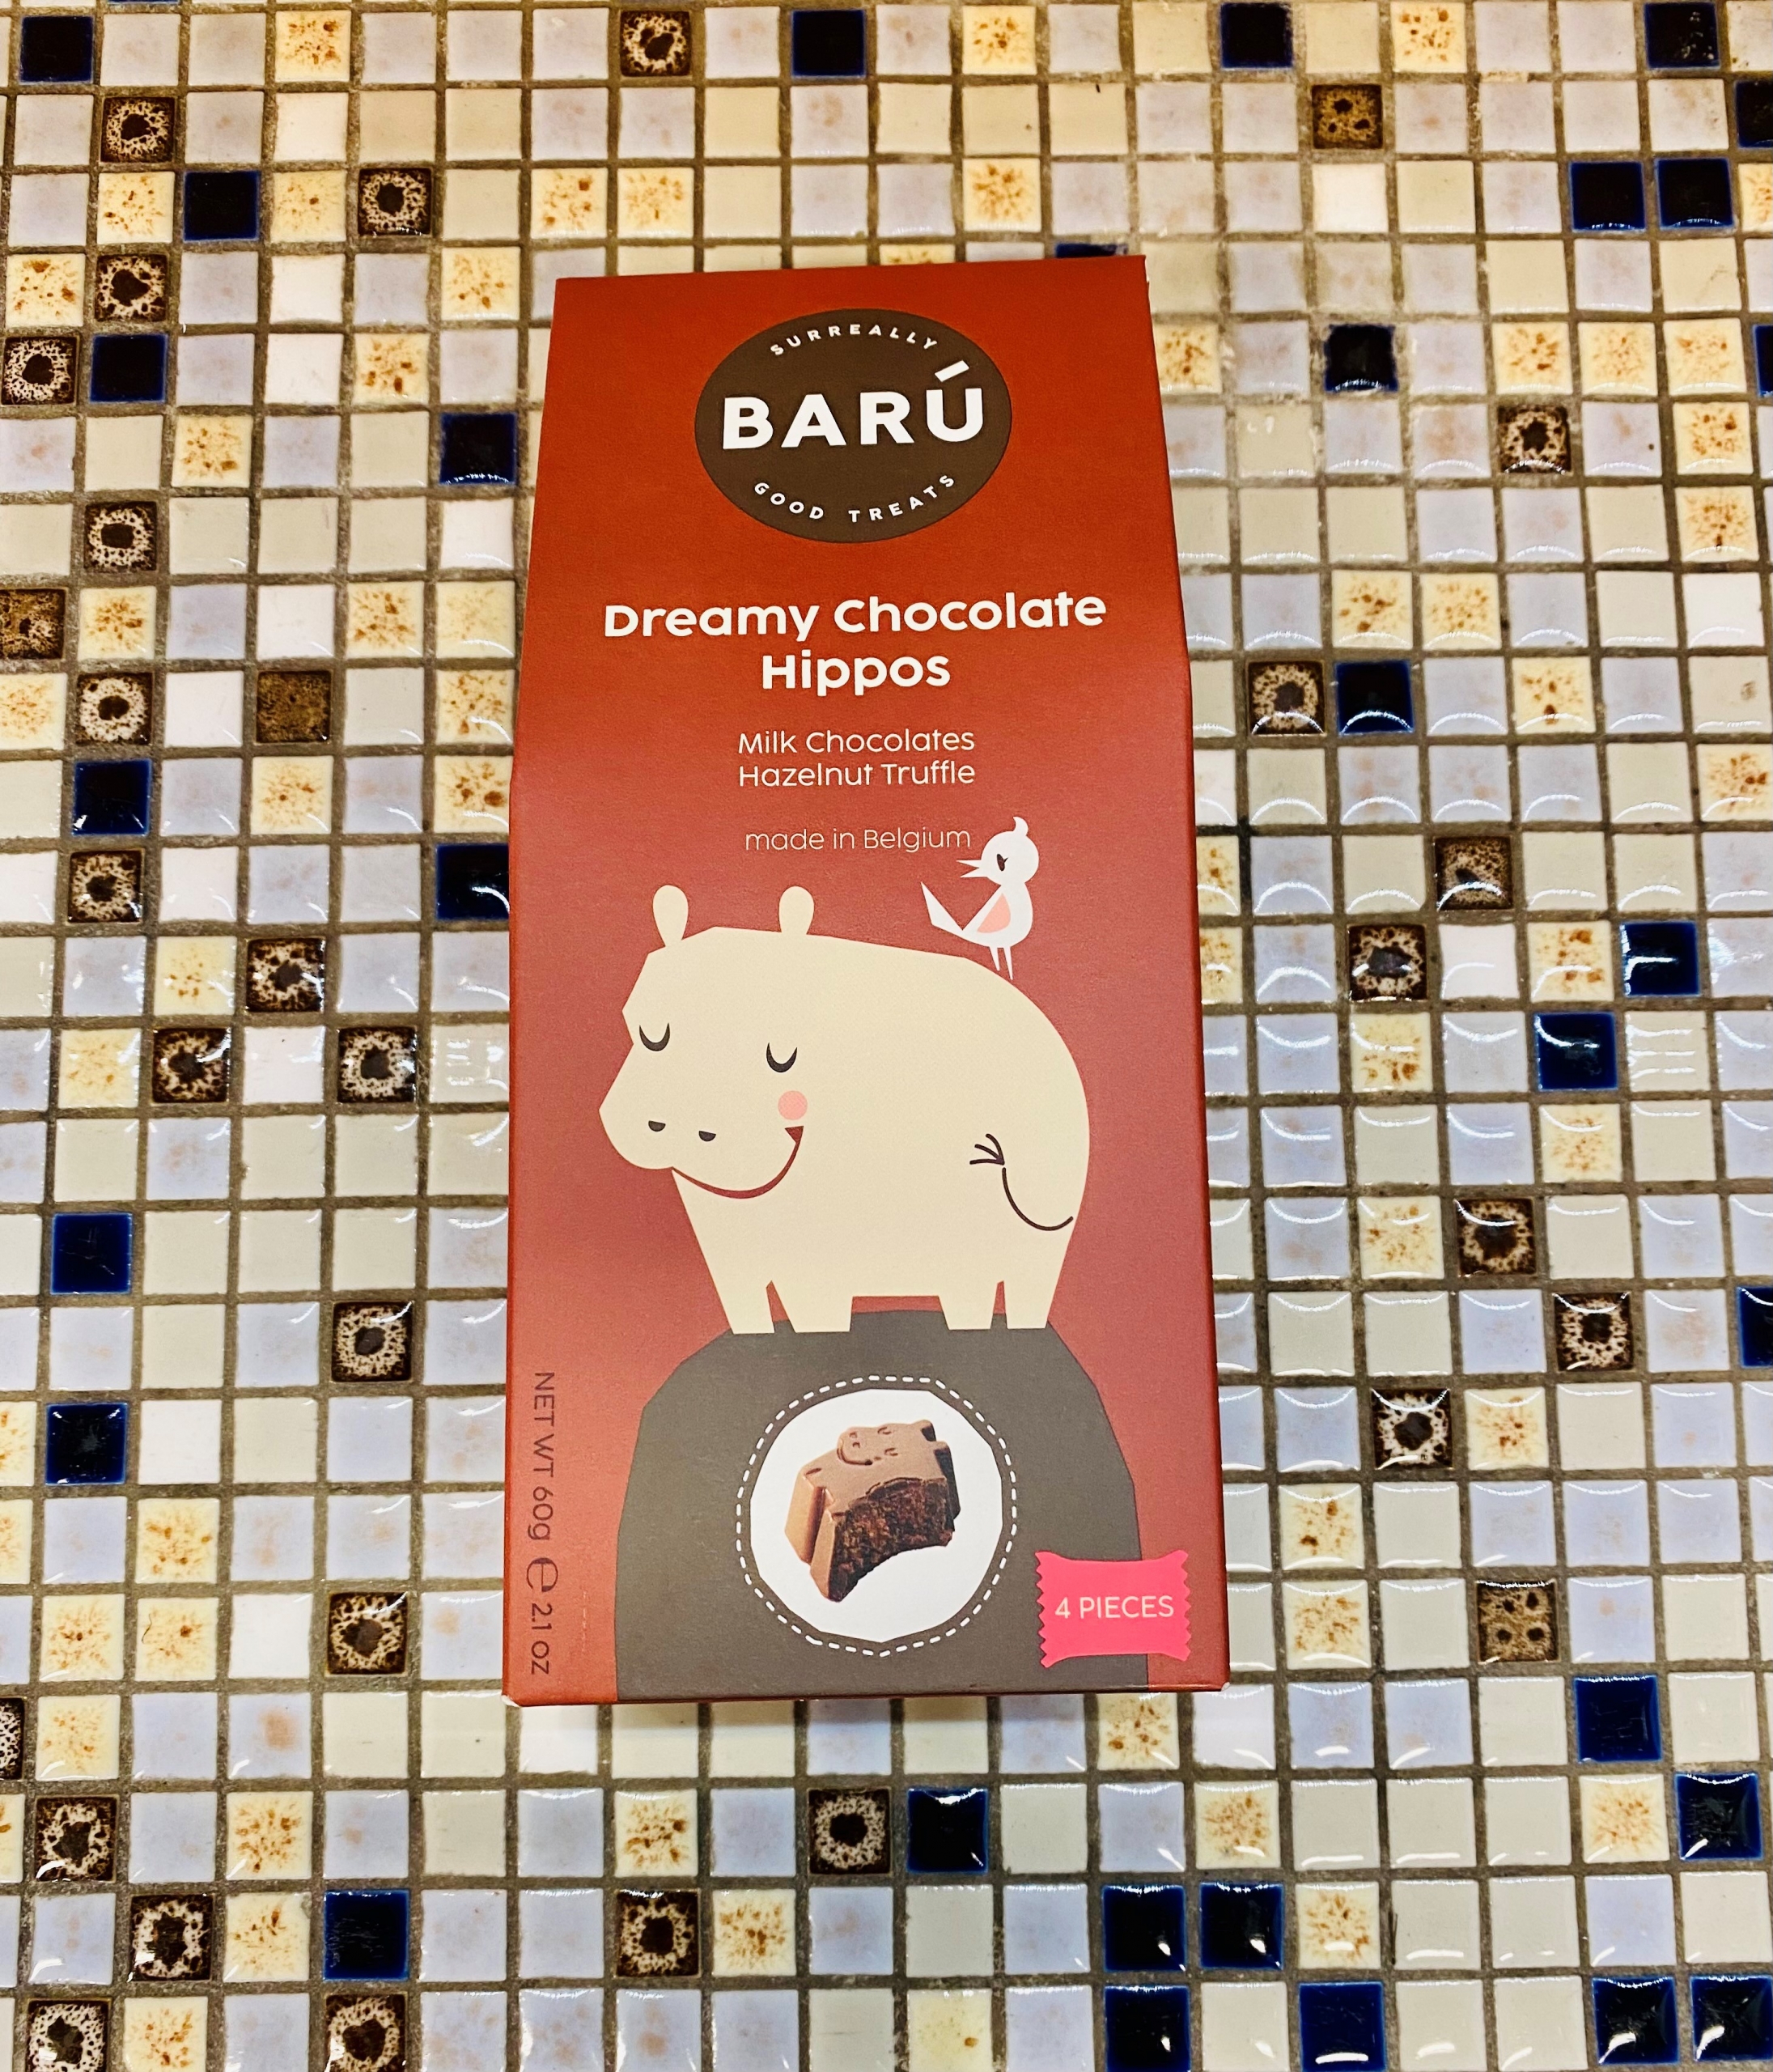 SURREALLY
BARÚ
GOOD TREATS
Dreamy Chocolate
Hippos
Milk Chocolates
Hazelnut Truffle
made in Belgium
4 PIECES
NET WT 60g ℮ 2.1 oz